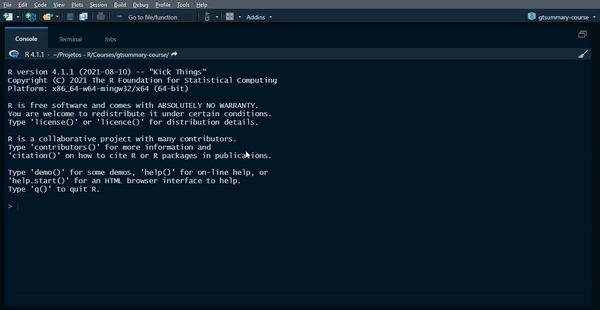 File Edit Code View Plots Session Build Debug Profile Tools Help
Go to file/function Addins gtsummary-course
Console Terminal Jobs
R 4.1.1 · ~/Projetos - R/Courses/gtsummary-course/
R version 4.1.1 (2021-08-10) -- "Kick Things"
Copyright (C) 2021 The R Foundation for Statistical Computing
Platform: x86_64-w64-mingw32/x64 (64-bit)
R is free software and comes with ABSOLUTELY NO WARRANTY.
You are welcome to redistribute it under certain conditions.
Type 'license()' or 'licence()' for distribution details.
R is a collaborative project with many contributors.
Type 'contributors()' for more information and
'citation()' on how to cite R or R packages in publications.
Type 'demo()' for some demos, 'help()' for on-line help, or
'help.start()' for an HTML browser interface to help.
Type 'q()' to quit R.
>